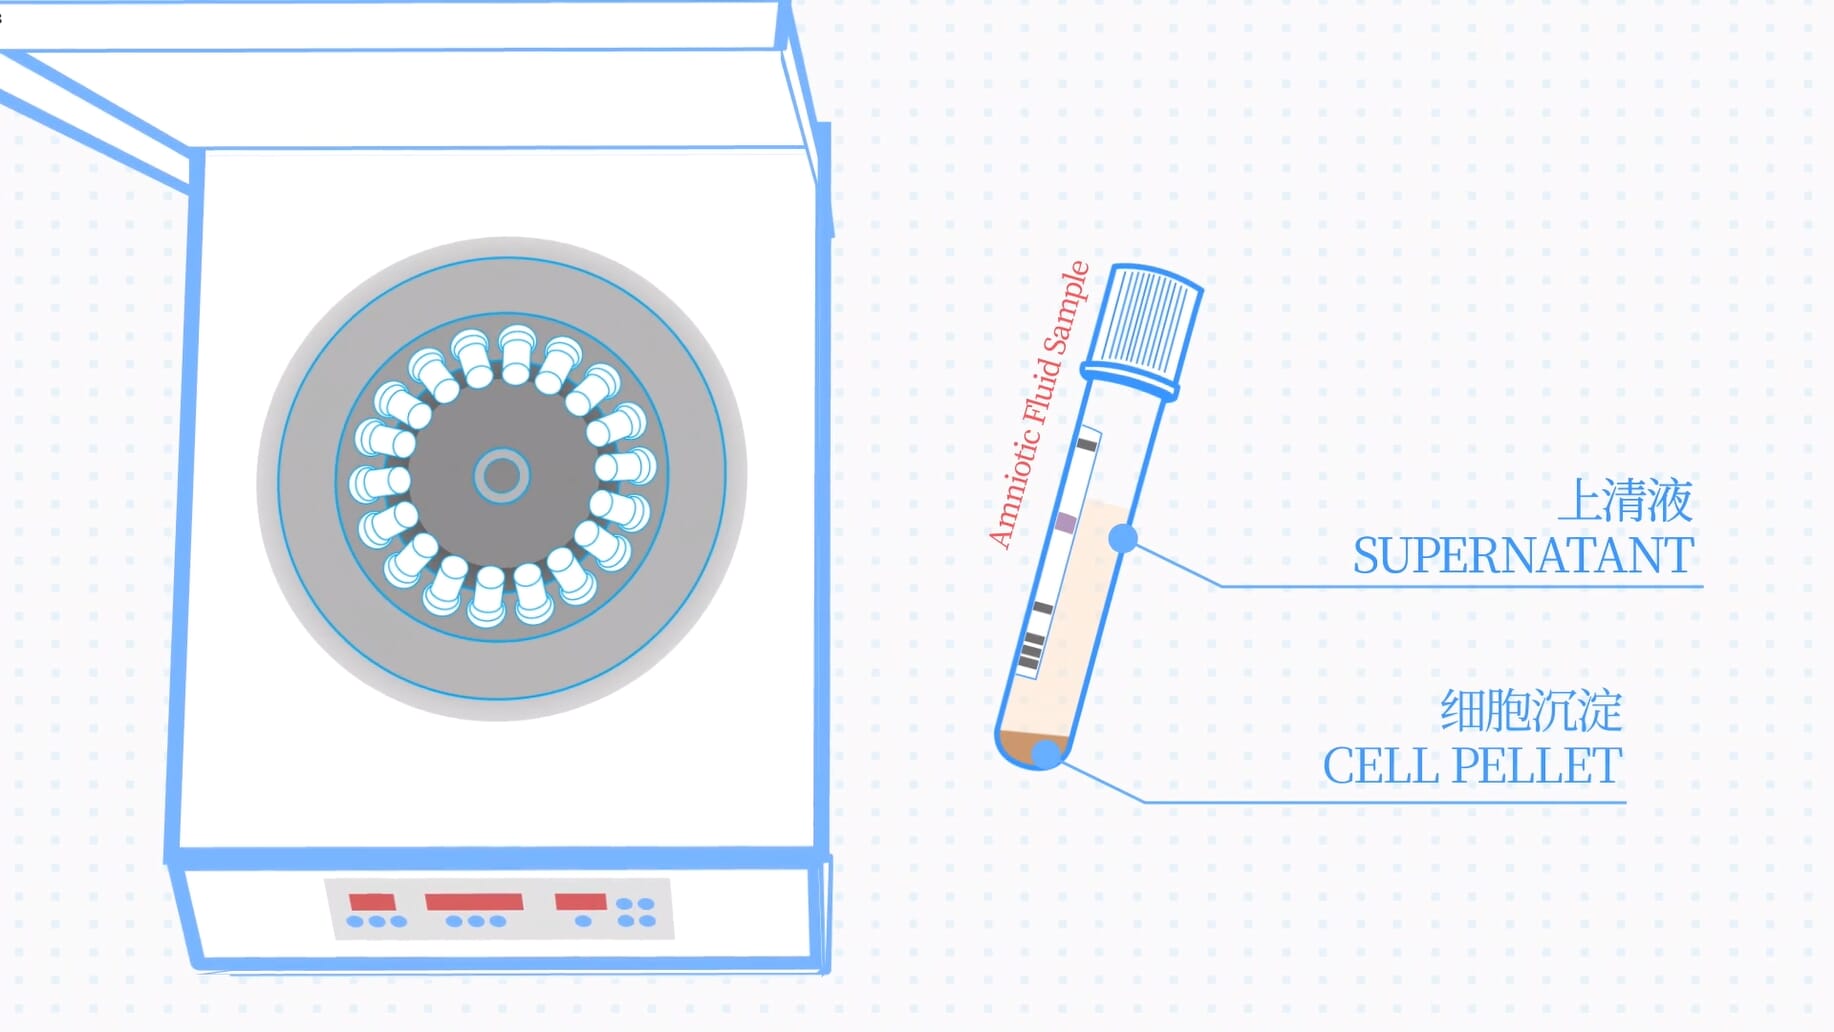 Amniotic Fluid Sample
上清液
SUPERNATANT
细胞沉淀
CELL PELLET